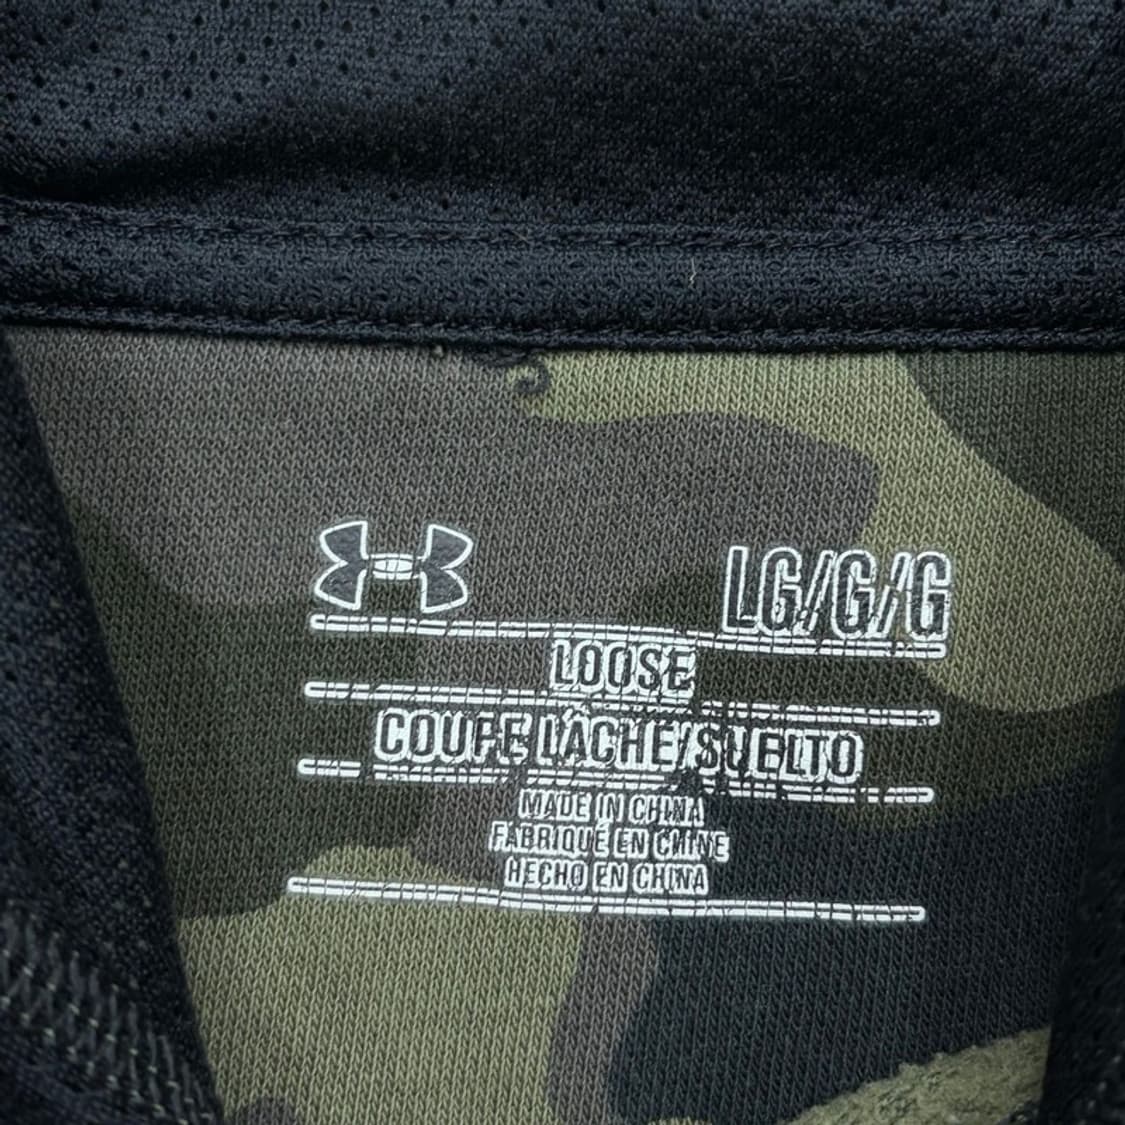 LG/G/G
LOOSE
COUPE LÂCHE/SUELTO
MADE IN CHINA
FABRIQUÉ EN CHINE
HECHO EN CHINA